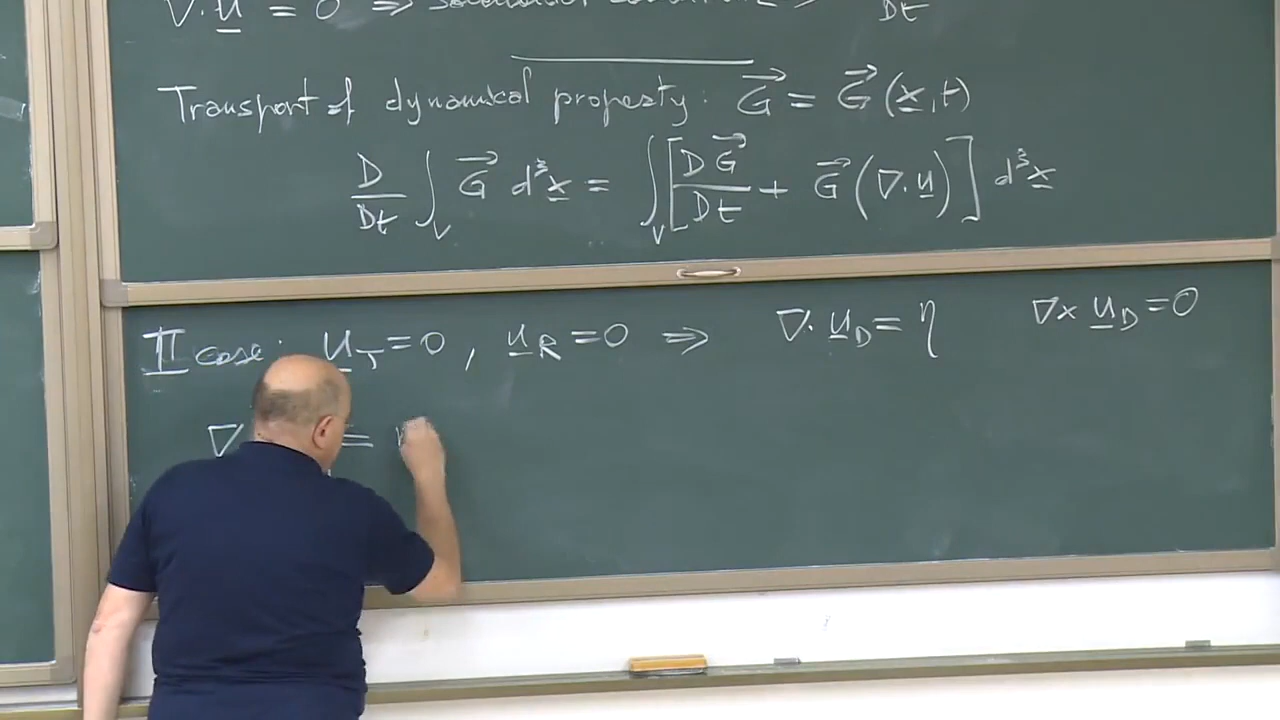 ∇·u = 0 ⇒ Dt
Transport of dynamical property: G⃗ = G⃗(x,t)
D/Dt ∫_V G⃗ d³x = ∫_V [DG⃗/Dt + G⃗(∇·u)] d³x
II case: u_T=0, u_R=0 ⇒ ∇·u_D=η ∇×u_D=0
∇ =